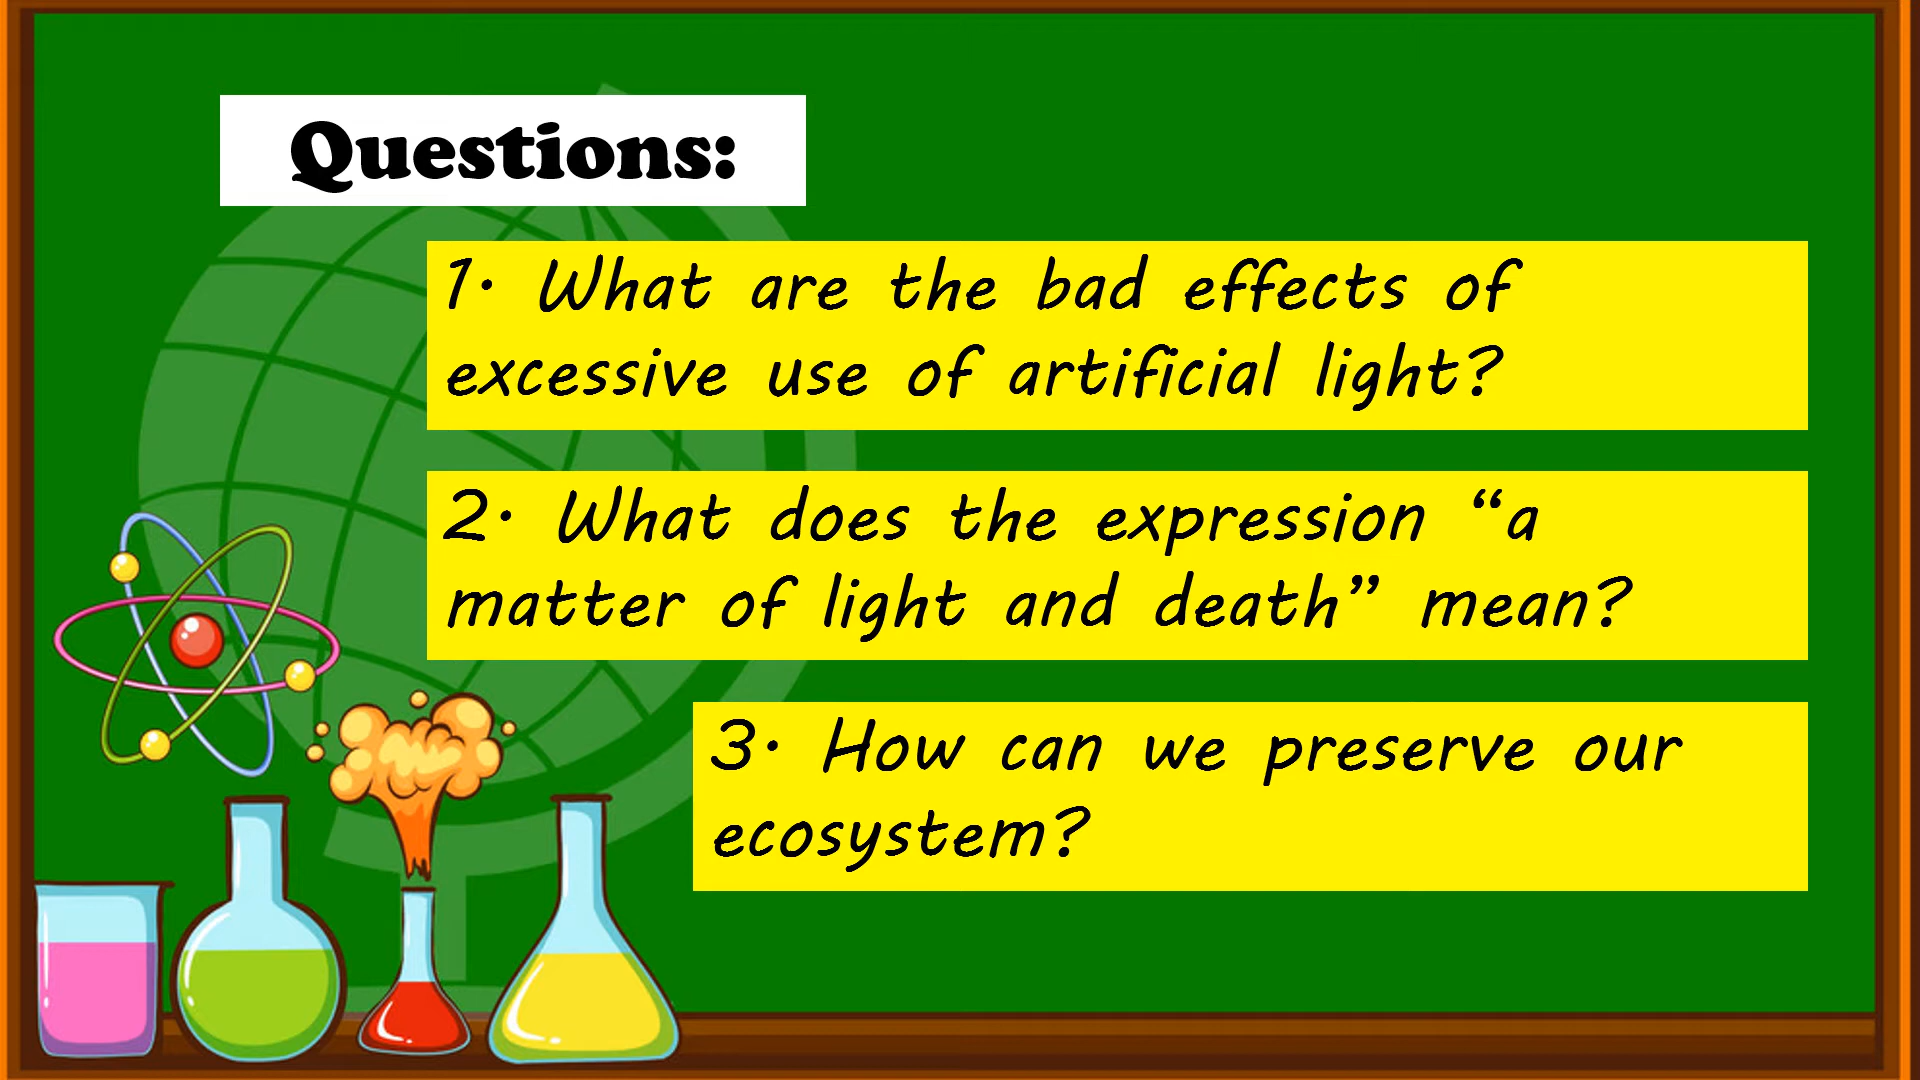 Questions:
1. What are the bad effects of
excessive use of artificial light?
2. What does the expression “a
matter of light and death” mean?
3. How can we preserve our
ecosystem?